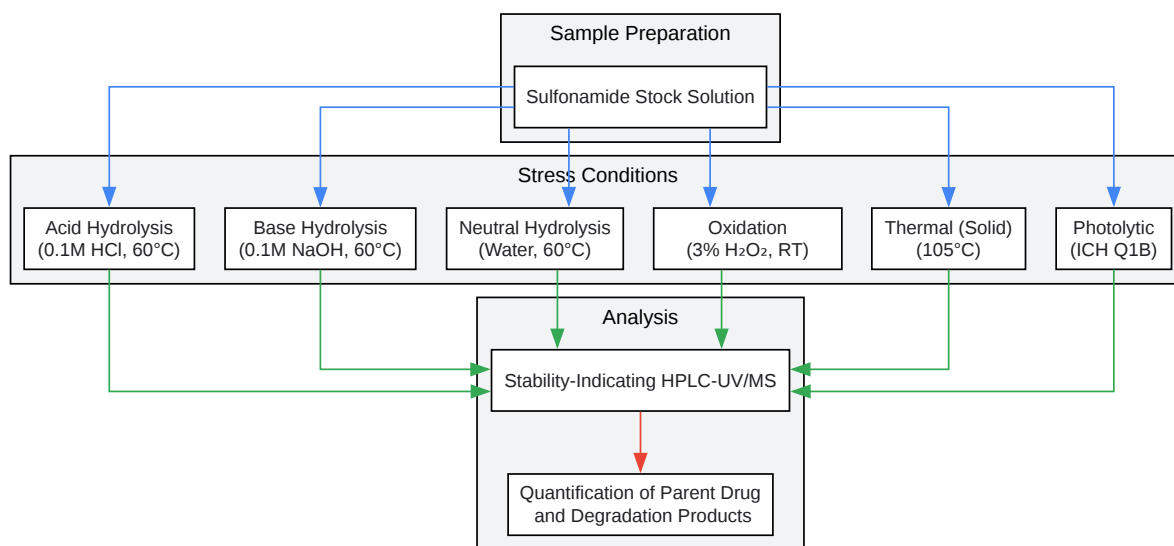 Sample Preparation
Sulfonamide Stock Solution
Stress Conditions
Acid Hydrolysis
(0.1M HCl, 60°C)
Base Hydrolysis
(0.1M NaOH, 60°C)
Neutral Hydrolysis
(Water, 60°C)
Oxidation
(3% H₂O₂, RT)
Thermal (Solid)
(105°C)
Photolytic
(ICH Q1B)
Analysis
Stability-Indicating HPLC-UV/MS
Quantification of Parent Drug
and Degradation Products